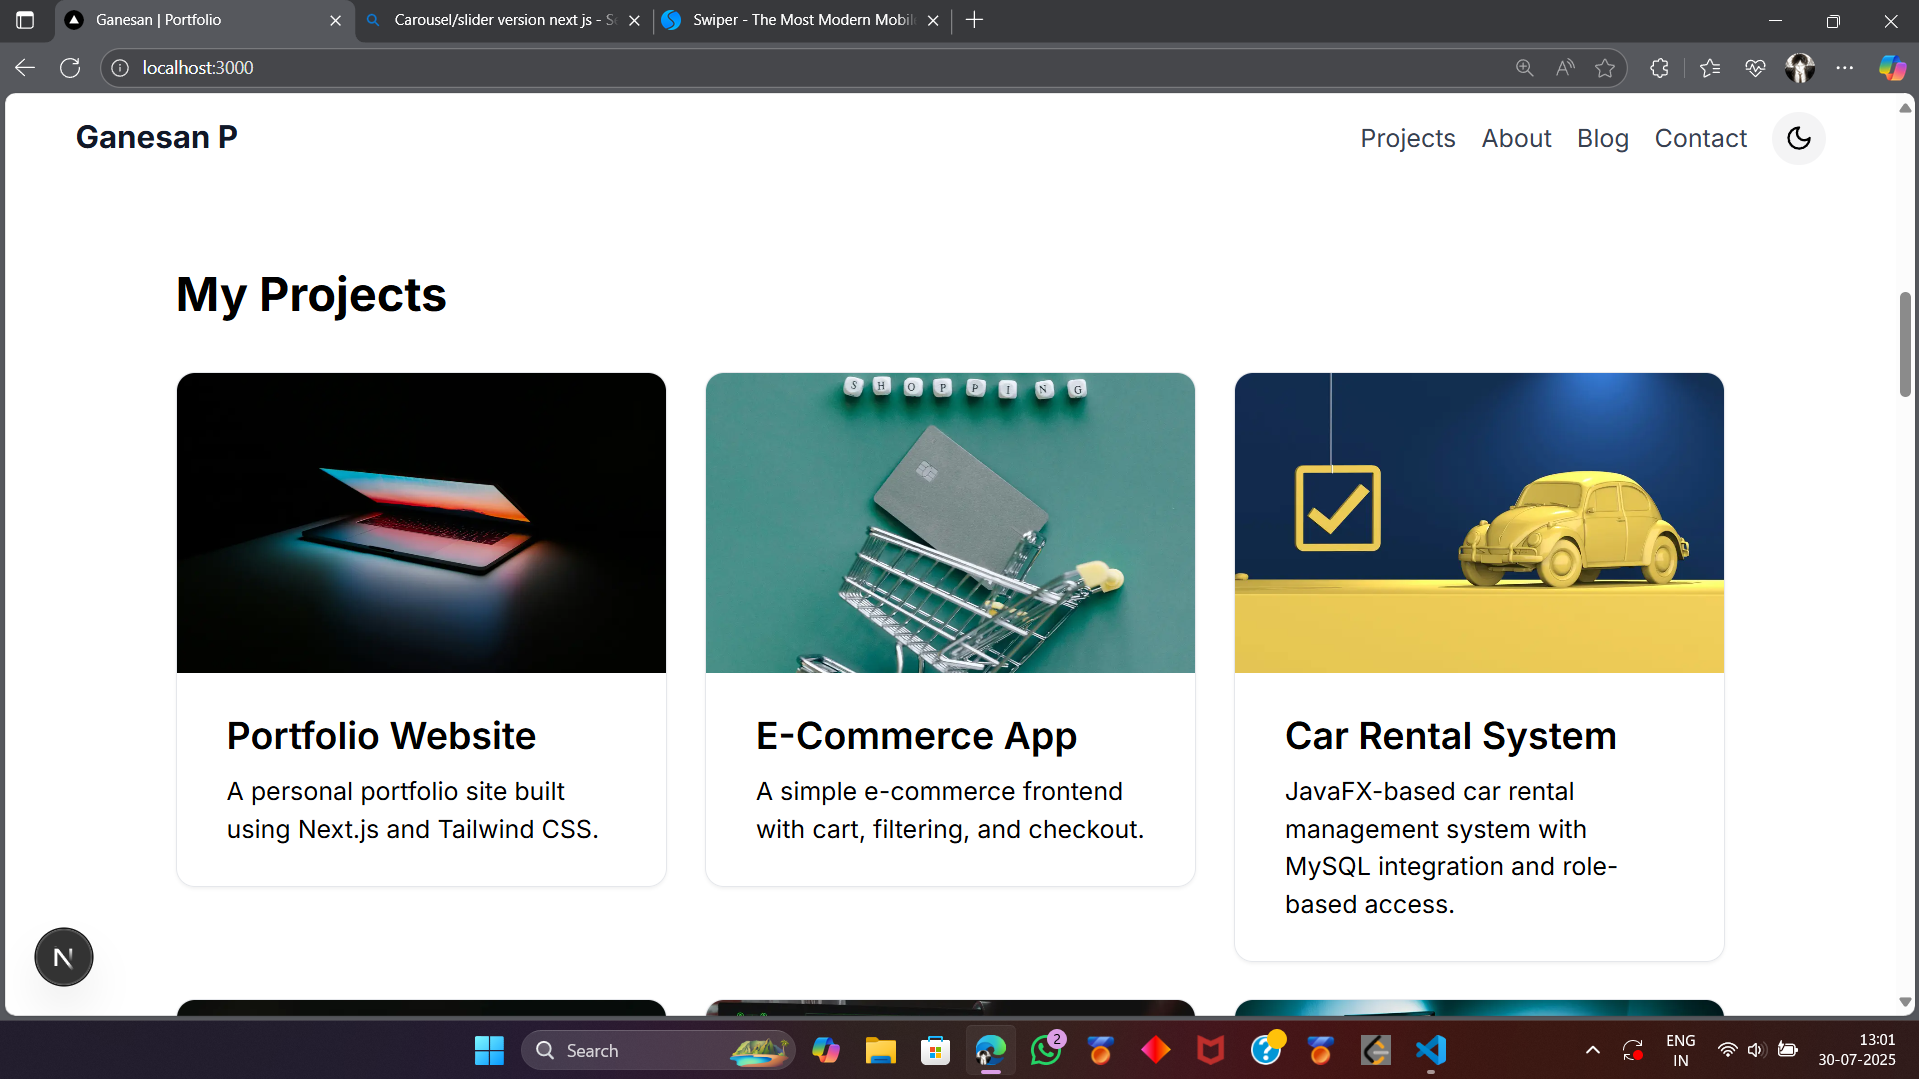 Ganesan | Portfolio
Carousel/slider version next js - Se
Swiper - The Most Modern Mobil
localhost:3000
Ganesan P
Projects About Blog Contact
My Projects
SHOPPING
Portfolio Website
A personal portfolio site built
using Next.js and Tailwind CSS.
E-Commerce App
A simple e-commerce frontend
with cart, filtering, and checkout.
Car Rental System
JavaFX-based car rental
management system with
MySQL integration and role-
based access.
N
Search
2
ENG
IN
13:01
30-07-2025